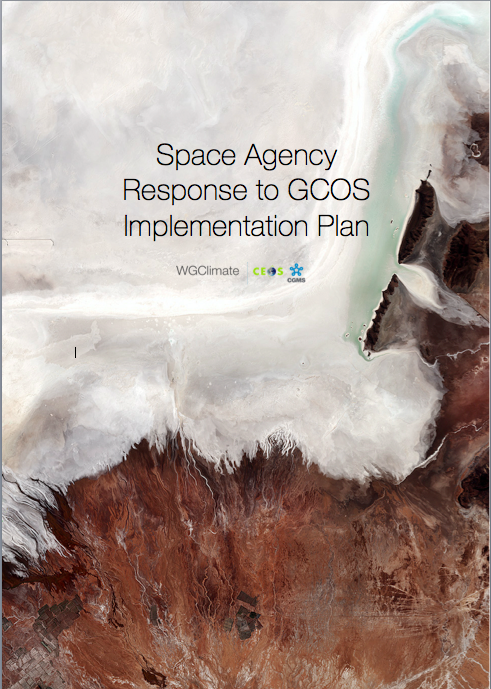 Space Agency
Response to GCOS
Implementation Plan
WGClimate CEOS CGMS